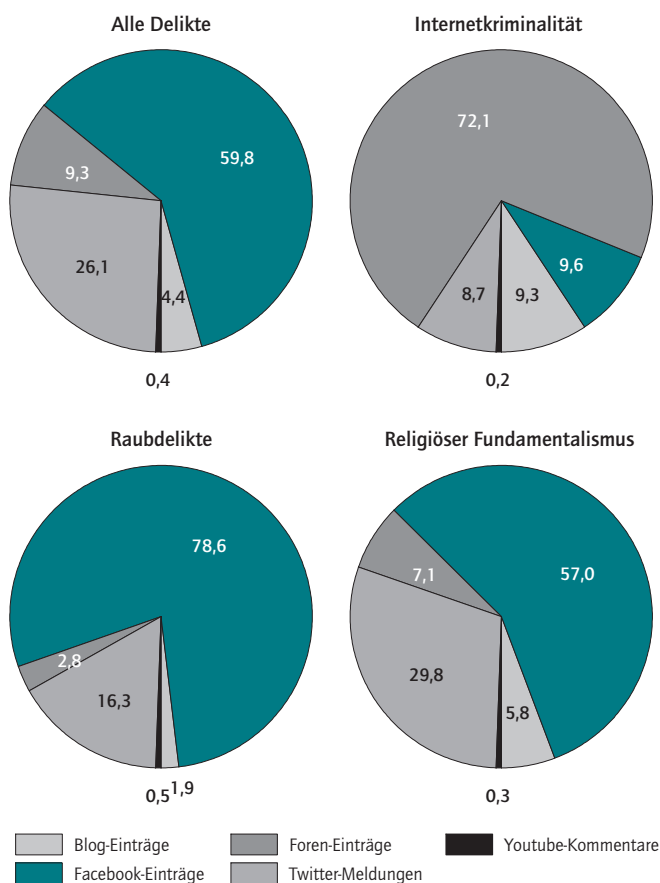 Alle Delikte
59,8
9,3
26,1
4,4
0,4
Internetkriminalität
72,1
9,6
8,7
9,3
0,2
Raubdelikte
78,6
2,8
16,3
0,5
1,9
Religiöser Fundamentalismus
57,0
7,1
29,8
5,8
0,3
Blog-Einträge
Foren-Einträge
Youtube-Kommentare
Facebook-Einträge
Twitter-Meldungen